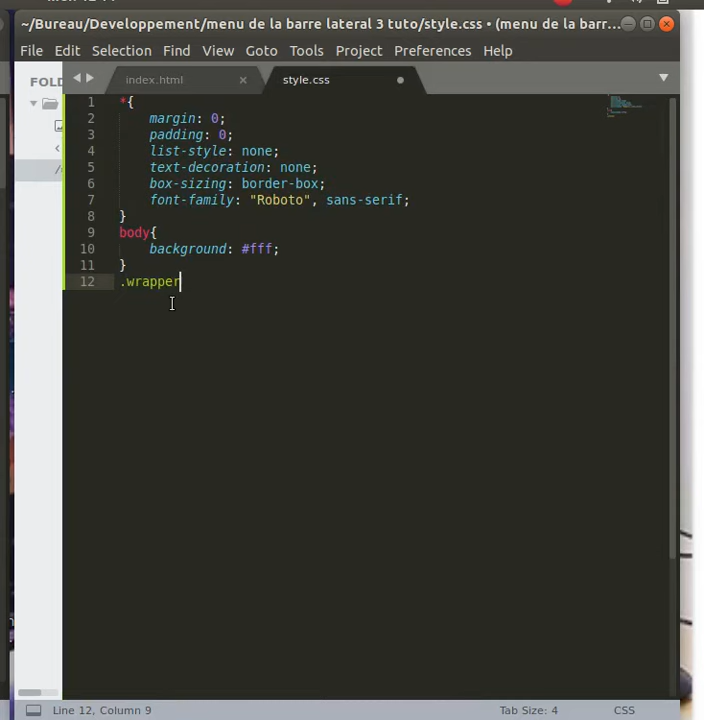 ~/Bureau/Developpement/menu de la barre lateral 3 tuto/style.css • (menu de la barr...
File Edit Selection Find View Goto Tools Project Preferences Help
FOLD
index.html × style.css
1 *{
2 margin: 0;
3 padding: 0;
4 list-style: none;
5 text-decoration: none;
6 box-sizing: border-box;
7 font-family: "Roboto", sans-serif;
8 }
9 body{
10 background: #fff;
11 }
12 .wrapper
Line 12, Column 9 Tab Size: 4 CSS